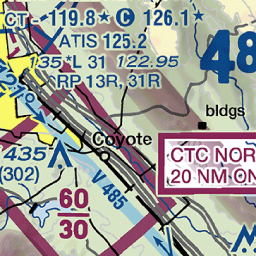 CT - 119.8★ C 126.1★
ATIS 125.2
48
135 *L 31 122.95
RP 13R, 31R
121°
bldgs
Coyote
435
(302)
CTC NOR
20 NM ON
V 485
60
30